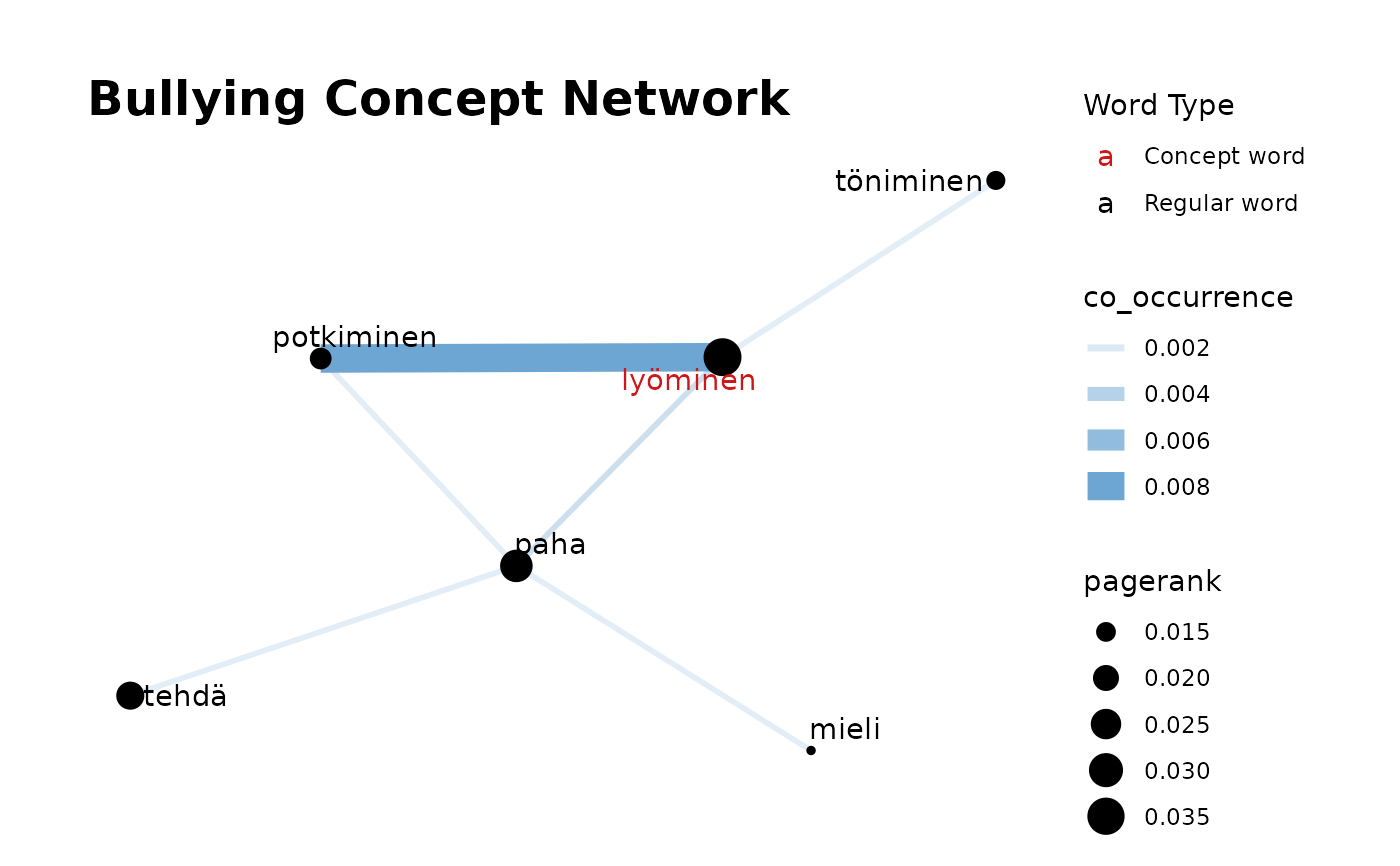 Bullying Concept Network
töniminen
potkiminen
lyöminen
paha
tehdä
mieli
Word Type
a Concept word
a Regular word
co_occurrence
0.002
0.004
0.006
0.008
pagerank
0.015
0.020
0.025
0.030
0.035